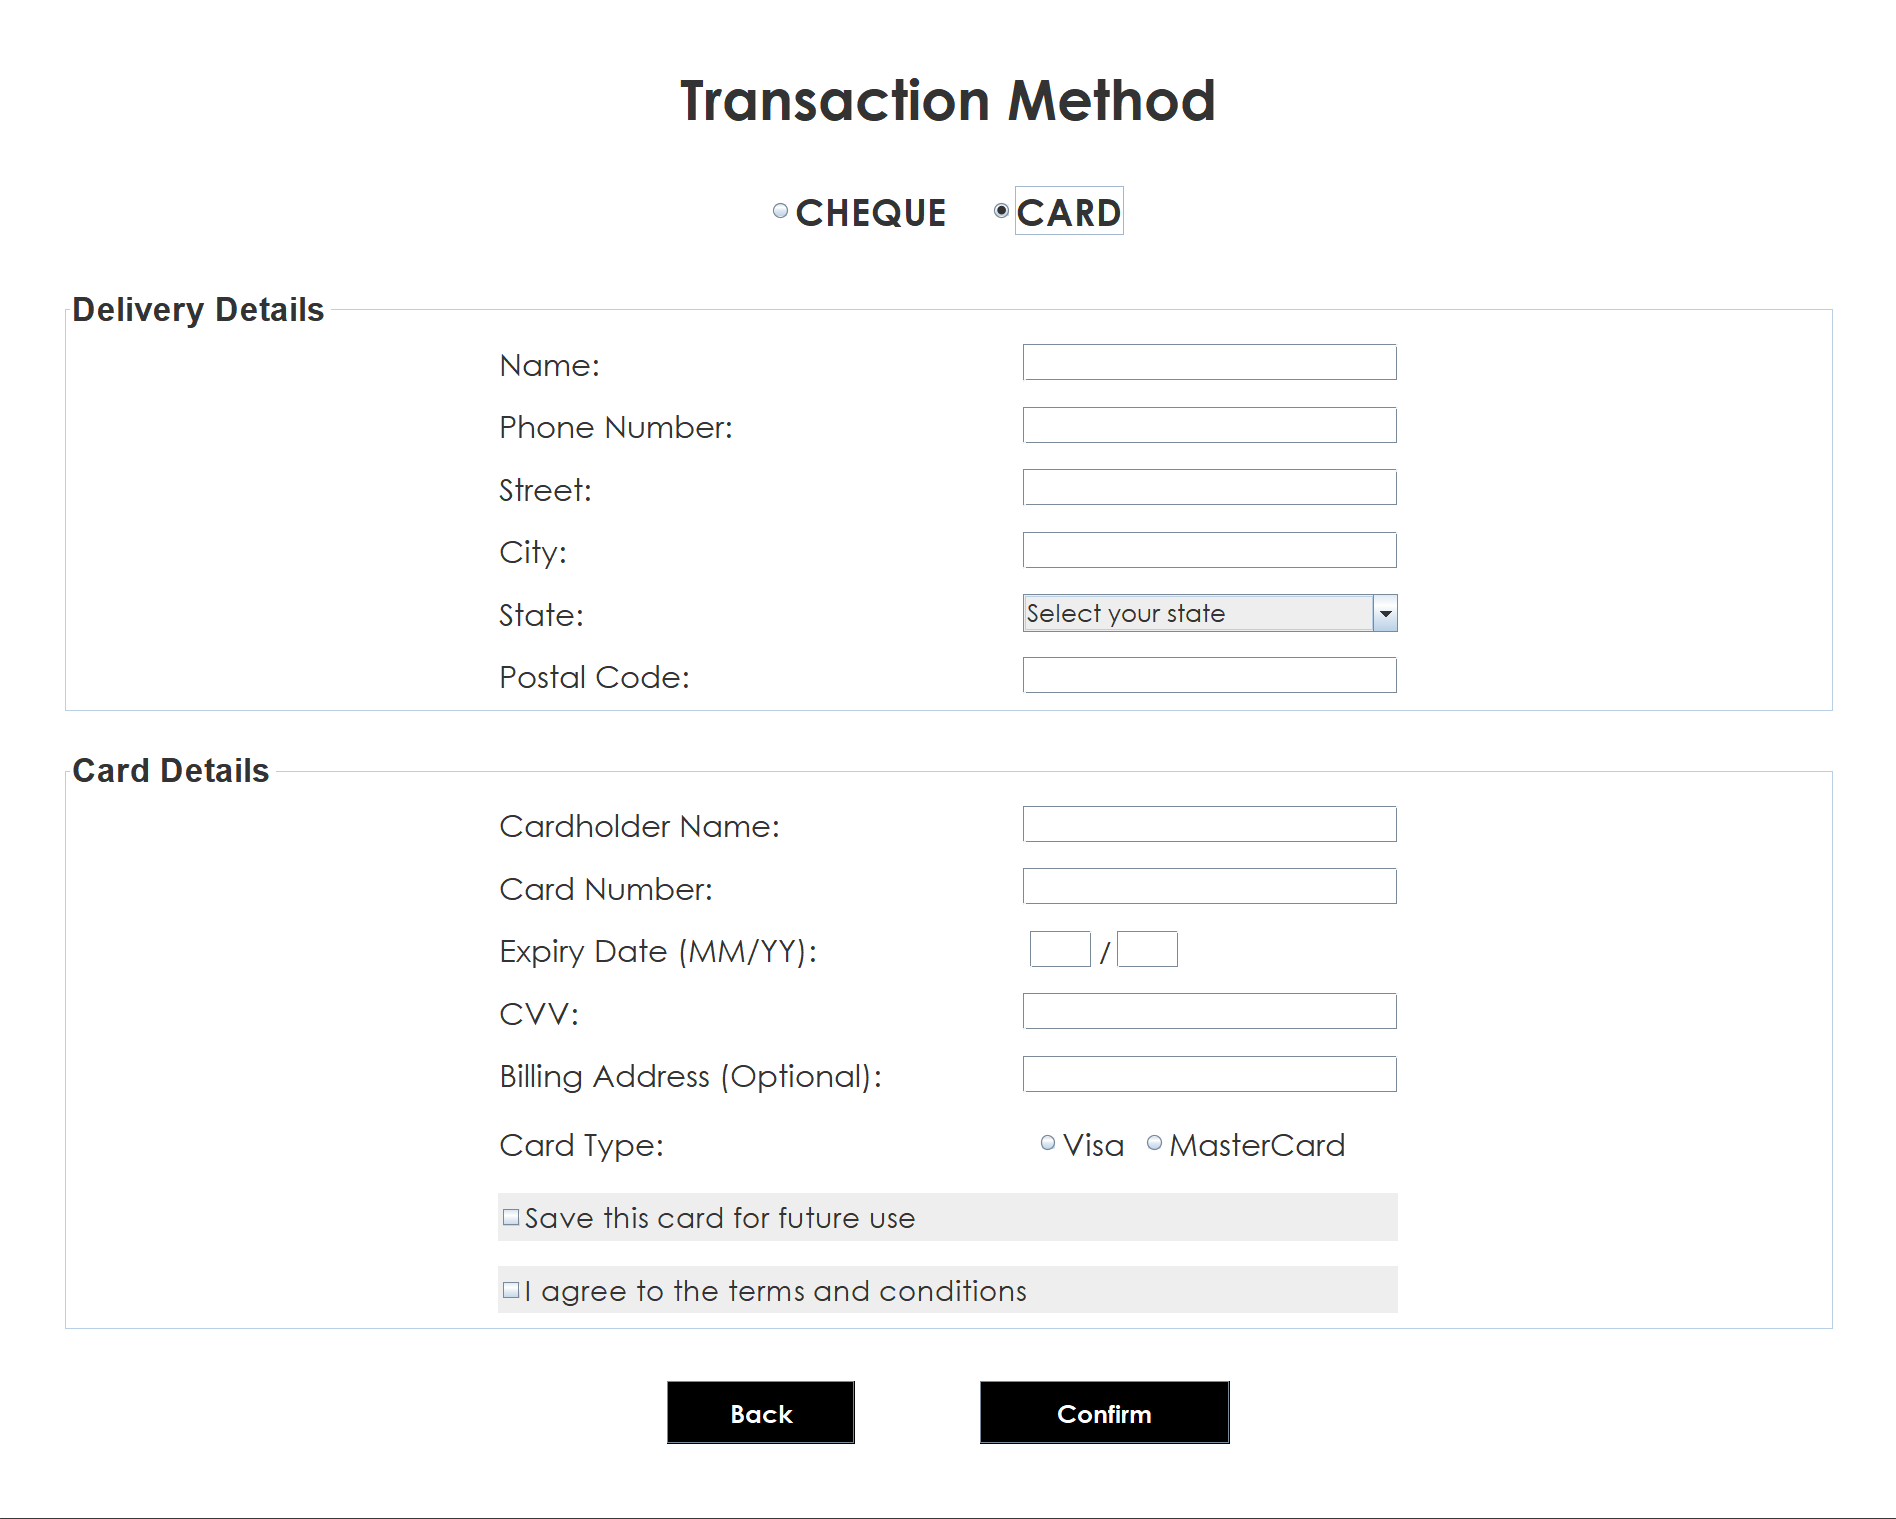 Transaction Method
CHEQUE CARD
Delivery Details
Name:
Phone Number:
Street:
City:
State: Select your state
Postal Code:
Card Details
Cardholder Name:
Card Number:
Expiry Date (MM/YY): /
CVV:
Billing Address (Optional):
Card Type: Visa MasterCard
Save this card for future use
I agree to the terms and conditions
Back Confirm